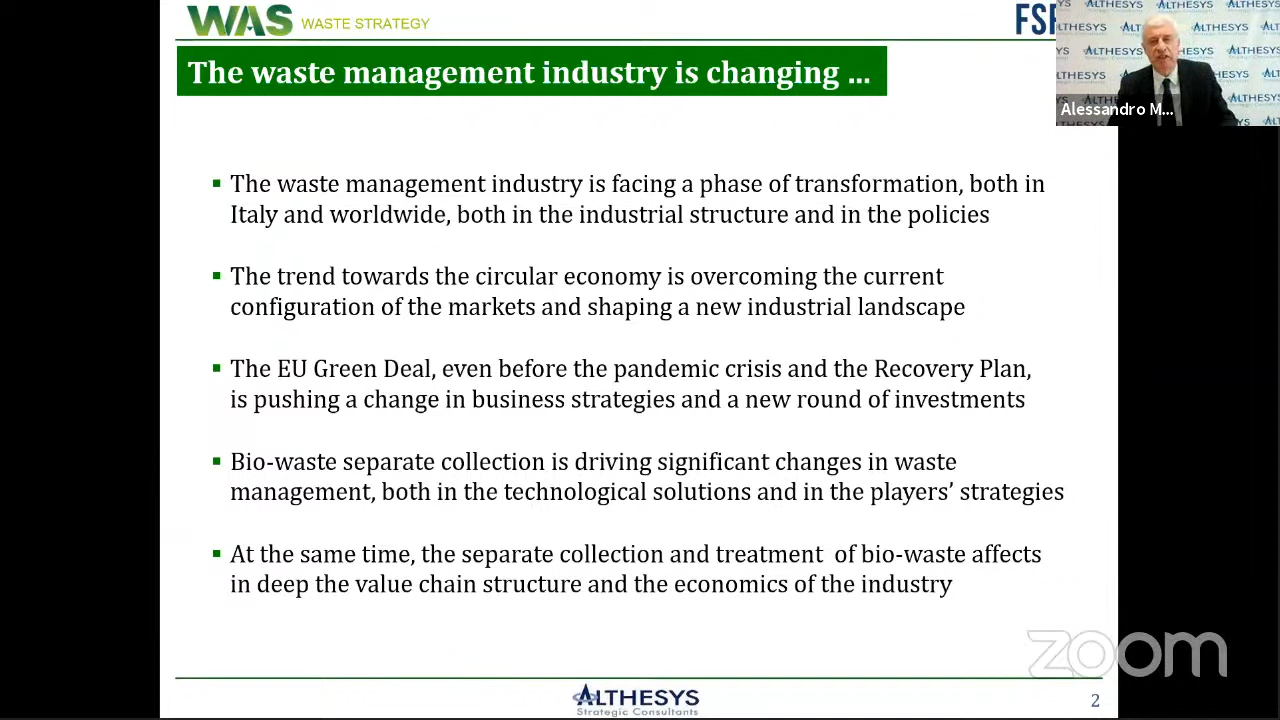 WAS WASTE STRATEGY
The waste management industry is changing ...
Alessandro M...
▪ The waste management industry is facing a phase of transformation, both in
Italy and worldwide, both in the industrial structure and in the policies
▪ The trend towards the circular economy is overcoming the current
configuration of the markets and shaping a new industrial landscape
▪ The EU Green Deal, even before the pandemic crisis and the Recovery Plan,
is pushing a change in business strategies and a new round of investments
▪ Bio-waste separate collection is driving significant changes in waste
management, both in the technological solutions and in the players’ strategies
▪ At the same time, the separate collection and treatment of bio-waste affects
in deep the value chain structure and the economics of the industry
zoom
ALTHESYS
Strategic Consultants
2